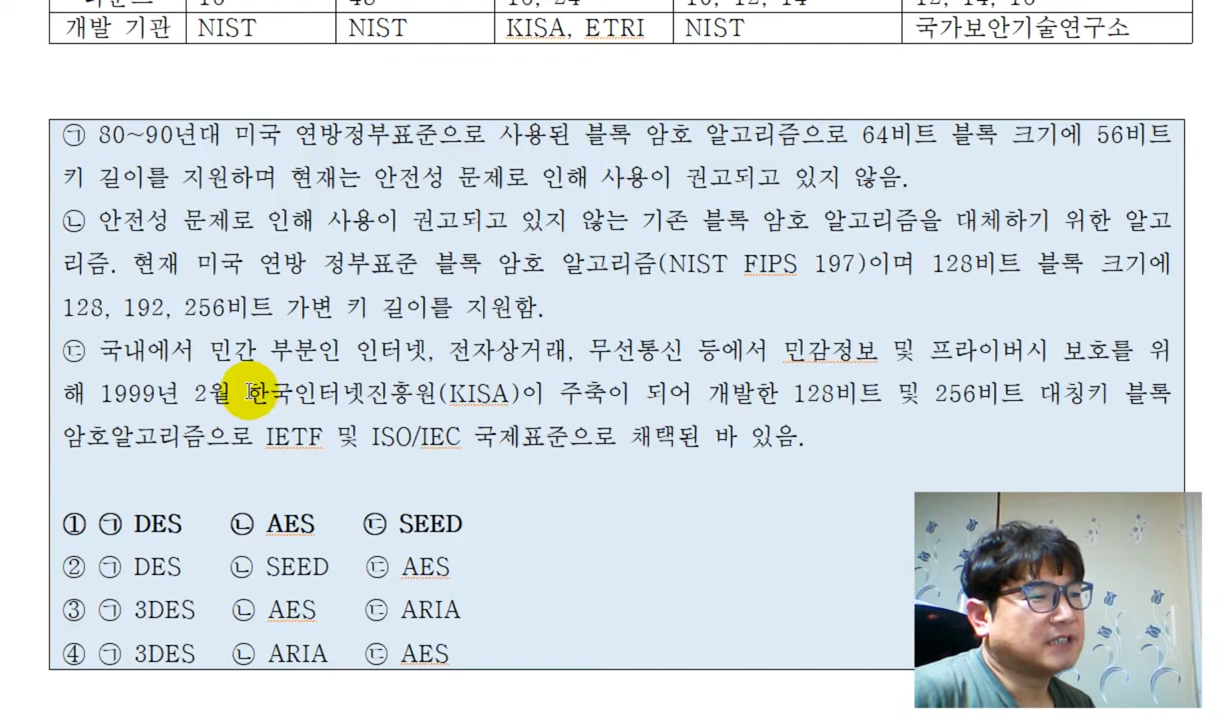 개발 기관 NIST NIST KISA, ETRI NIST 국가보안기술연구소
㉠ 80~90년대 미국 연방정부표준으로 사용된 블록 암호 알고리즘으로 64비트 블록 크기에 56비트
키 길이를 지원하며 현재는 안전성 문제로 인해 사용이 권고되고 있지 않음.
㉡ 안전성 문제로 인해 사용이 권고되고 있지 않는 기존 블록 암호 알고리즘을 대체하기 위한 알고
리즘. 현재 미국 연방 정부표준 블록 암호 알고리즘(NIST FIPS 197)이며 128비트 블록 크기에
128, 192, 256비트 가변 키 길이를 지원함.
㉢ 국내에서 민간 부분인 인터넷, 전자상거래, 무선통신 등에서 민감정보 및 프라이버시 보호를 위
해 1999년 2월 한국인터넷진흥원(KISA)이 주축이 되어 개발한 128비트 및 256비트 대칭키 블록
암호알고리즘으로 IETF 및 ISO/IEC 국제표준으로 채택된 바 있음.
① ㉠ DES ㉡ AES ㉢ SEED
② ㉠ DES ㉡ SEED ㉢ AES
③ ㉠ 3DES ㉡ AES ㉢ ARIA
④ ㉠ 3DES ㉡ ARIA ㉢ AES